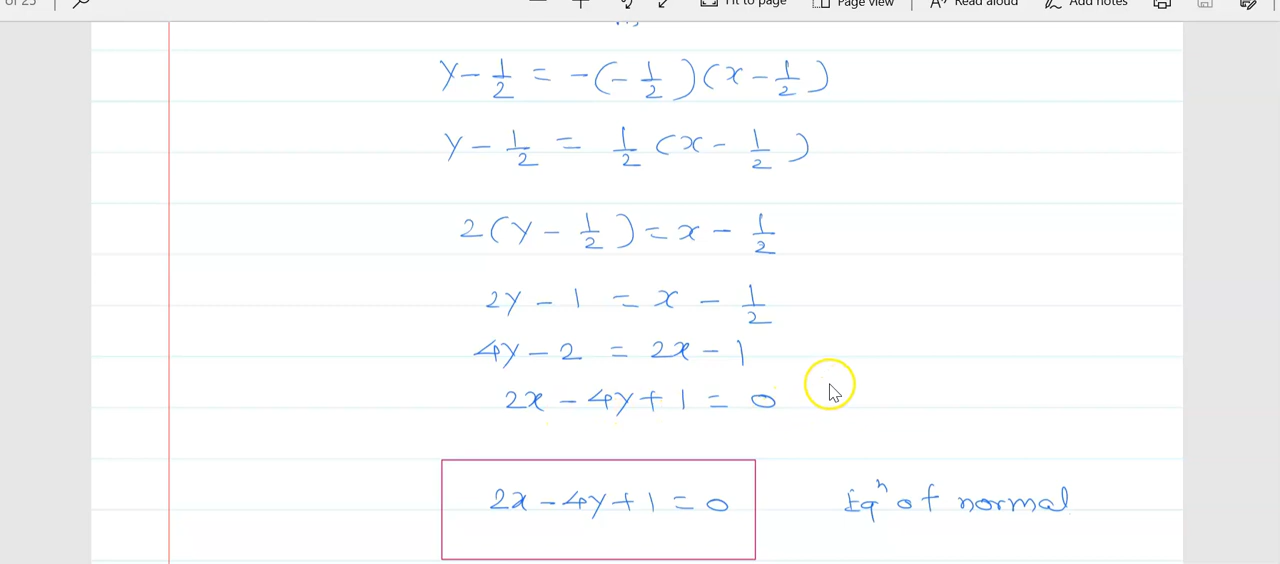 of 25 Fit to page Page view Read aloud Add notes
y - 1/2 = -(-1/2)(x - 1/2)
y - 1/2 = 1/2 (x - 1/2)
2(y - 1/2) = x - 1/2
2y - 1 = x - 1/2
4y - 2 = 2x - 1
2x - 4y + 1 = 0
2x - 4y + 1 = 0 Eqⁿ of normal